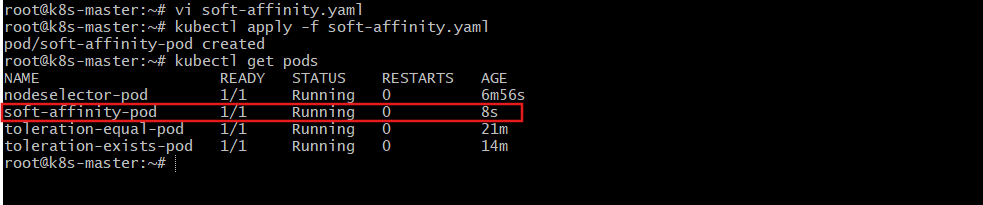 root@k8s-master:~# vi soft-affinity.yaml
root@k8s-master:~# kubectl apply -f soft-affinity.yaml
pod/soft-affinity-pod created
root@k8s-master:~# kubectl get pods
NAME READY STATUS RESTARTS AGE
nodeselector-pod 1/1 Running 0 6m56s
soft-affinity-pod 1/1 Running 0 8s
toleration-equal-pod 1/1 Running 0 21m
toleration-exists-pod 1/1 Running 0 14m
root@k8s-master:~#